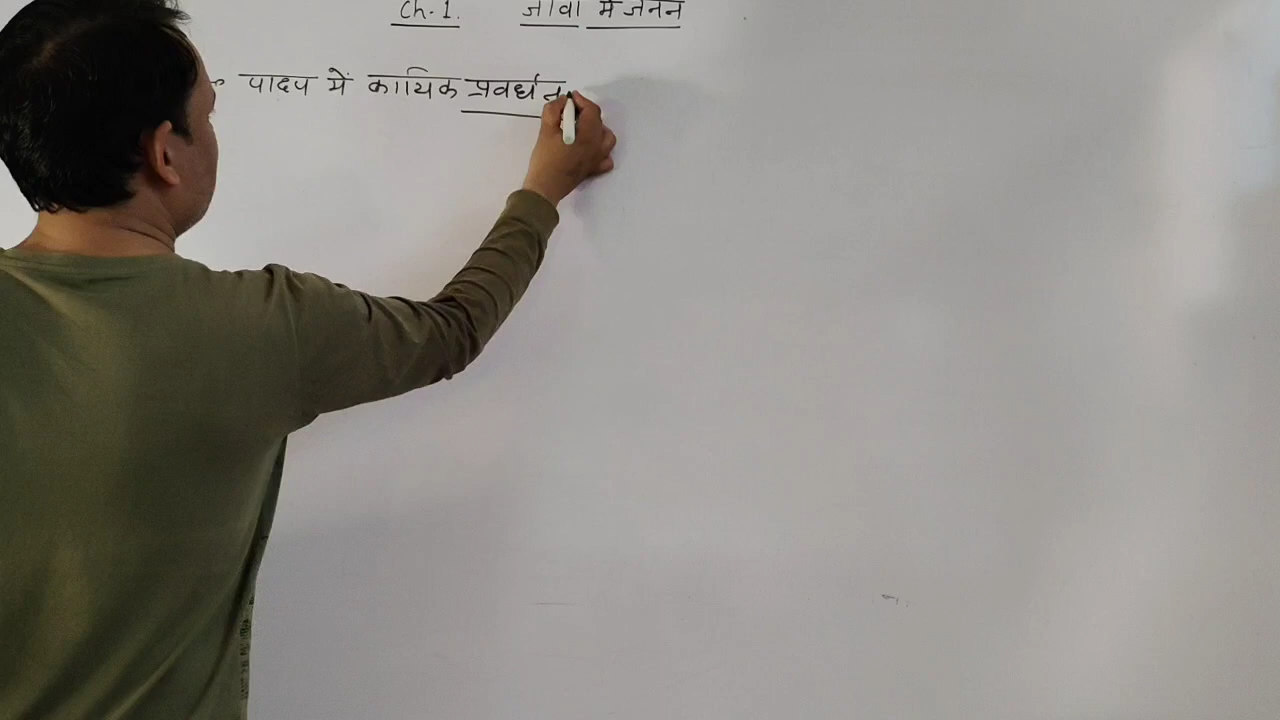 Ch. 1. जीवों में जनन
पादप में कायिक प्रवर्धन